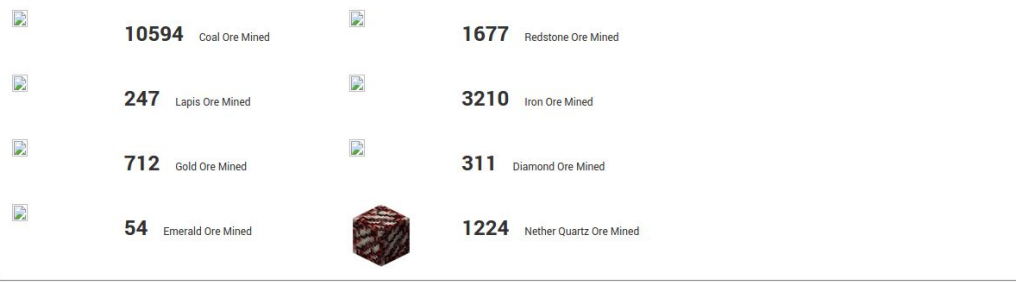 10594 Coal Ore Mined 1677 Redstone Ore Mined
247 Lapis Ore Mined 3210 Iron Ore Mined
712 Gold Ore Mined 311 Diamond Ore Mined
54 Emerald Ore Mined 1224 Nether Quartz Ore Mined